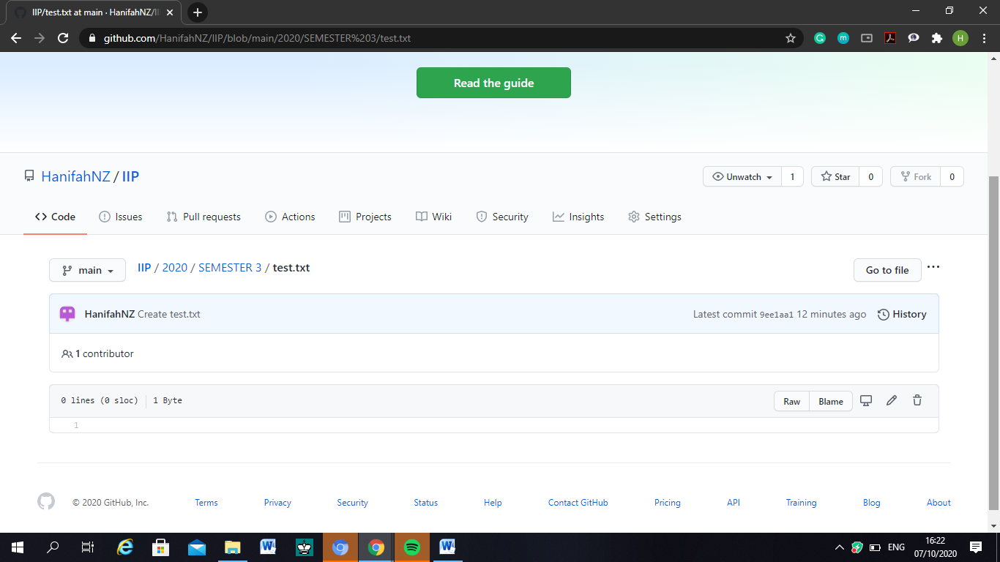 IIP/test.txt at main · HanifahNZ/II
github.com/HanifahNZ/IIP/blob/main/2020/SEMESTER%203/test.txt
H
Read the guide
HanifahNZ / IIP
Unwatch 1 Star 0 Fork 0
Code Issues Pull requests Actions Projects Wiki Security Insights Settings
main IIP / 2020 / SEMESTER 3 / test.txt Go to file ...
HanifahNZ Create test.txt Latest commit 9ee1aa1 12 minutes ago History
1 contributor
0 lines (0 sloc) 1 Byte Raw Blame
1
© 2020 GitHub, Inc. Terms Privacy Security Status Help Contact GitHub Pricing API Training Blog About
ENG 16:22
07/10/2020